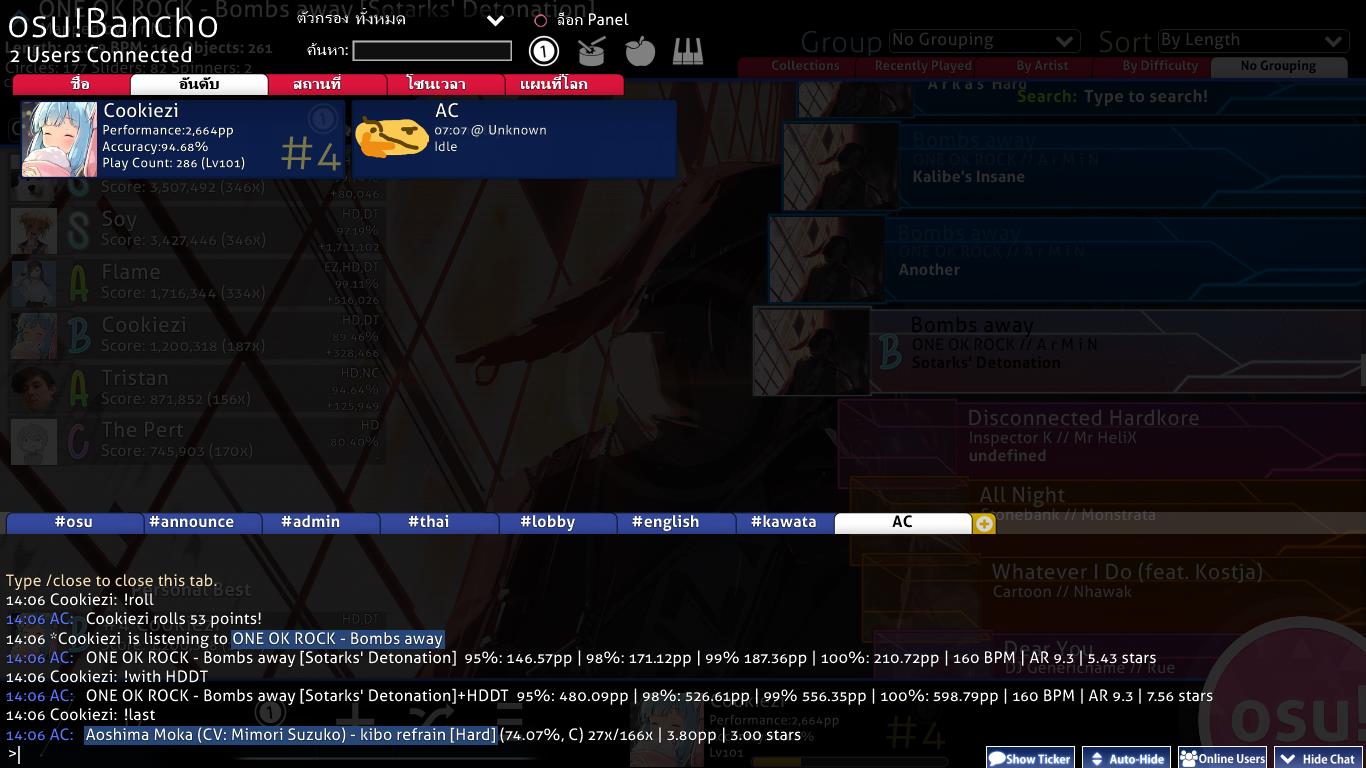 osu!Bancho
2 Users Connected
ตัวกรอง ทั้งหมด
ล็อก Panel
ค้นหา:
Group No Grouping
Sort By Length
Collections
Recently Played
By Artist
By Difficulty
No Grouping
ชื่อ
อันดับ
สถานที่
โซนเวลา
แผนที่โลก
Search: Type to search!
Cookiezi
Performance:2,664pp
Accuracy:94.68%
Play Count: 286 (Lv101)
#4
AC
07:07 @ Unknown
Idle
Score: 3,507,492 (346x)
+80,046
Soy
Score: 3,427,446 (346x)
HD,DT
97.19%
+1,711,102
Flame
Score: 1,716,344 (334x)
EZ,HD,DT
99.11%
+516,026
Cookiezi
Score: 1,200,318 (187x)
HD,DT
89.46%
+328,466
Tristan
Score: 871,852 (156x)
HD,NC
94.64%
+125,949
The Pert
Score: 745,903 (170x)
HD
80.40%
Bombs away
ONE OK ROCK // A r M i N
Kalibe's Insane
Bombs away
ONE OK ROCK // A r M i N
Another
Bombs away
ONE OK ROCK // A r M i N
Sotarks' Detonation
Disconnected Hardkore
Inspector K // Mr HeliX
undefined
All Night
Stonebank // Monstrata
Whatever I Do (feat. Kostja)
Cartoon // Nhawak
Dear You
DJ Genericname // Rue
#osu
#announce
#admin
#thai
#lobby
#english
#kawata
AC
Type /close to close this tab.
14:06 Cookiezi: !roll
14:06 AC: Cookiezi rolls 53 points!
14:06 *Cookiezi is listening to ONE OK ROCK - Bombs away
14:06 AC: ONE OK ROCK - Bombs away [Sotarks' Detonation] 95%: 146.57pp | 98%: 171.12pp | 99% 187.36pp | 100%: 210.72pp | 160 BPM | AR 9.3 | 5.43 stars
14:06 Cookiezi: !with HDDT
14:06 AC: ONE OK ROCK - Bombs away [Sotarks' Detonation]+HDDT 95%: 480.09pp | 98%: 526.61pp | 99% 556.35pp | 100%: 598.79pp | 160 BPM | AR 9.3 | 7.56 stars
14:06 Cookiezi: !last
14:06 AC: Aoshima Moka (CV: Mimori Suzuko) - kibo refrain [Hard] (74.07%, C) 27x/166x | 3.80pp | 3.00 stars
>
Show Ticker
Auto-Hide
Online Users
Hide Chat